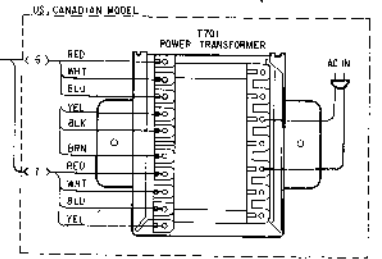 US, CANADIAN MODEL
T701
POWER TRANSFORMER
AC IN
6
RED
WHT
BLU
YEL
BLK
BRN
7
RED
WHT
BLU
YEL